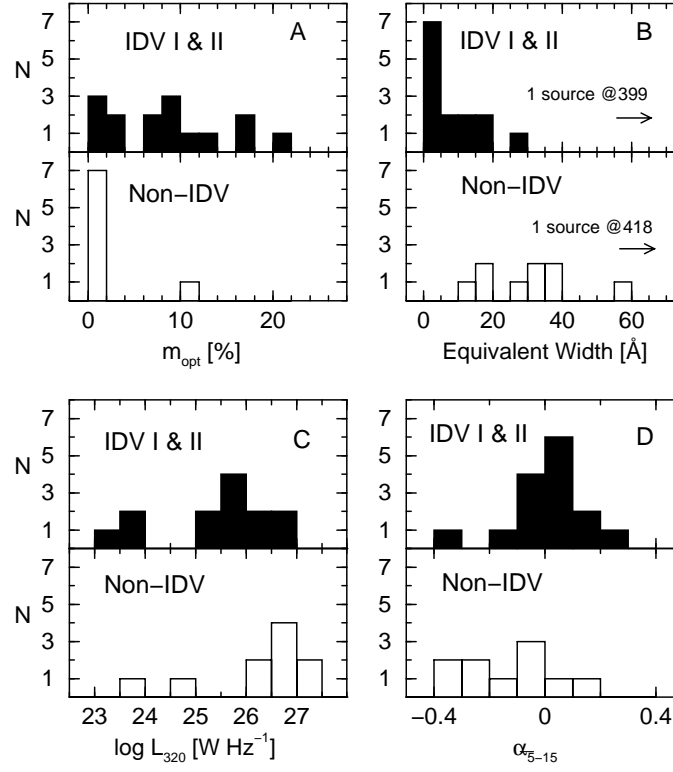 7
5
3
1
N
IDV I & II
A
7
5
3
1
N
Non−IDV
0
10
20
m_opt [%]
7
5
3
1
IDV I & II
B
1 source @399
7
5
3
1
Non−IDV
1 source @418
0
20
40
60
Equivalent Width [Å]
7
5
3
1
N
IDV I & II
C
7
5
3
1
N
Non−IDV
23
24
25
26
27
log L_320 [W Hz^−1]
7
5
3
1
IDV I & II
D
7
5
3
1
Non−IDV
−0.4
0
0.4
α_5−15